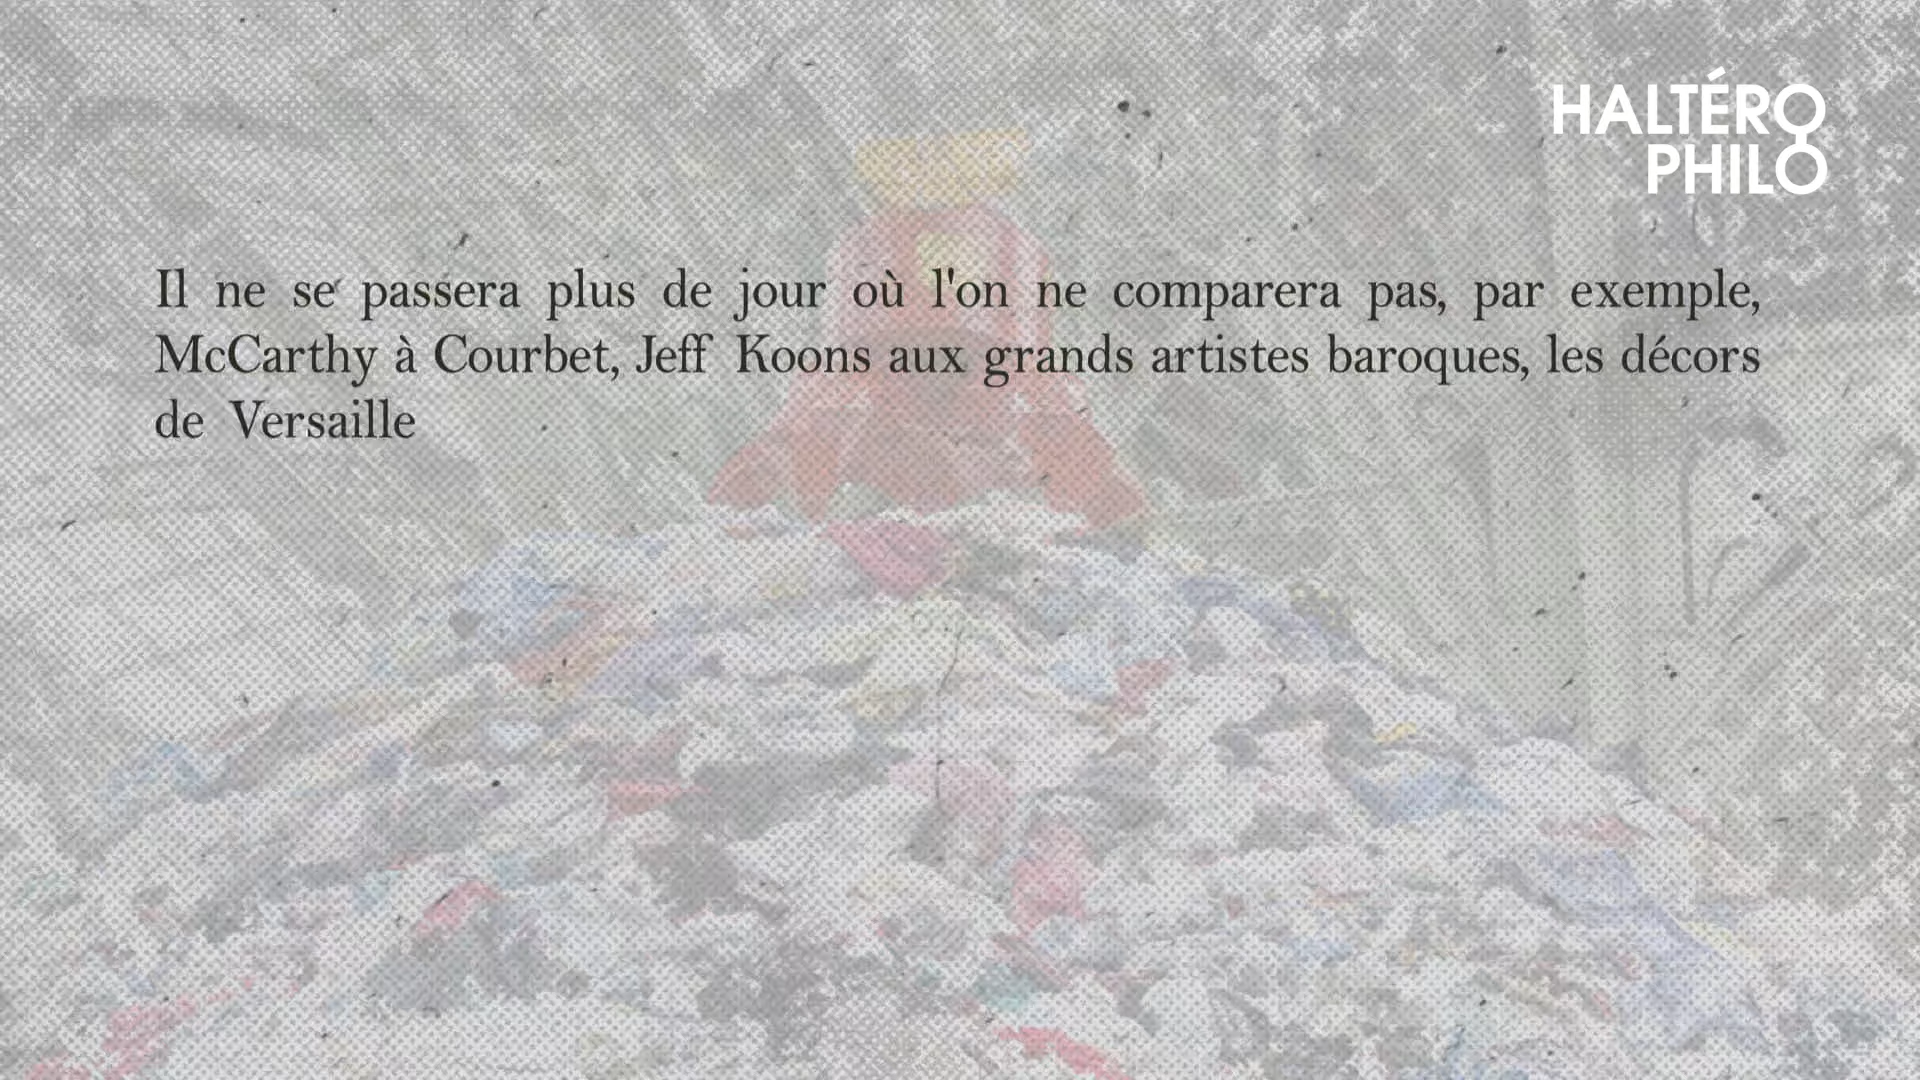 HALTÉRO
PHILO
Il ne se passera plus de jour où l'on ne comparera pas, par exemple,
McCarthy à Courbet, Jeff Koons aux grands artistes baroques, les décors
de Versaille